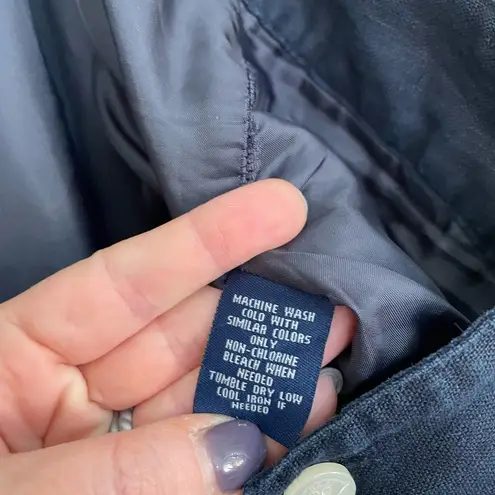 MACHINE WASH
COLD WITH
SIMILAR COLORS
ONLY
NON-CHLORINE
BLEACH WHEN
NEEDED
TUMBLE DRY LOW
COOL IRON IF
NEEDED